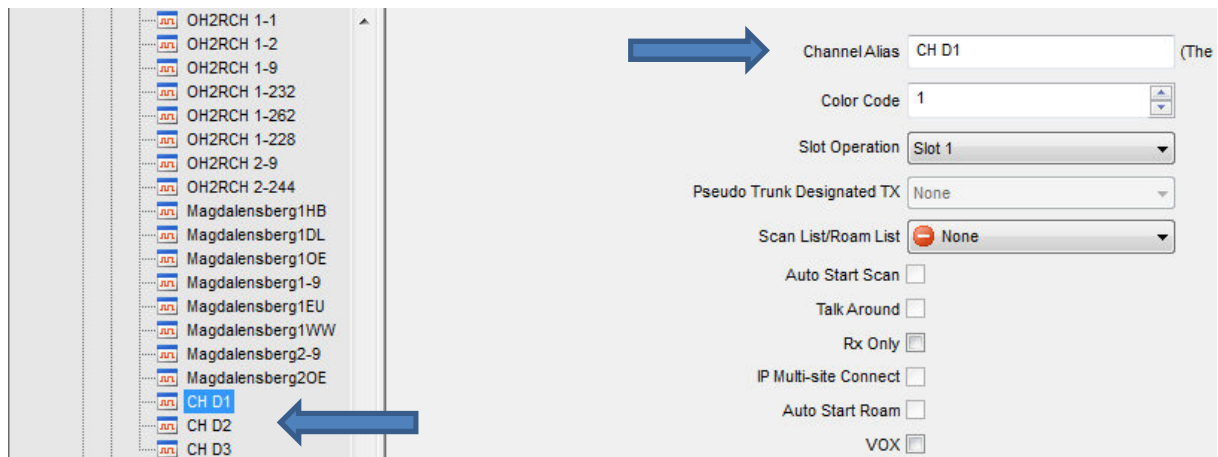 OH2RCH 1-1
OH2RCH 1-2
OH2RCH 1-9
OH2RCH 1-232
OH2RCH 1-262
OH2RCH 1-228
OH2RCH 2-9
OH2RCH 2-244
Magdalensberg1HB
Magdalensberg1DL
Magdalensberg1OE
Magdalensberg1-9
Magdalensberg1EU
Magdalensberg1WW
Magdalensberg2-9
Magdalensberg2OE
CH D1
CH D2
CH D3
Channel Alias CH D1 (The
Color Code 1
Slot Operation Slot 1
Pseudo Trunk Designated TX None
Scan List/Roam List None
Auto Start Scan
Talk Around
Rx Only
IP Multi-site Connect
Auto Start Roam
VOX